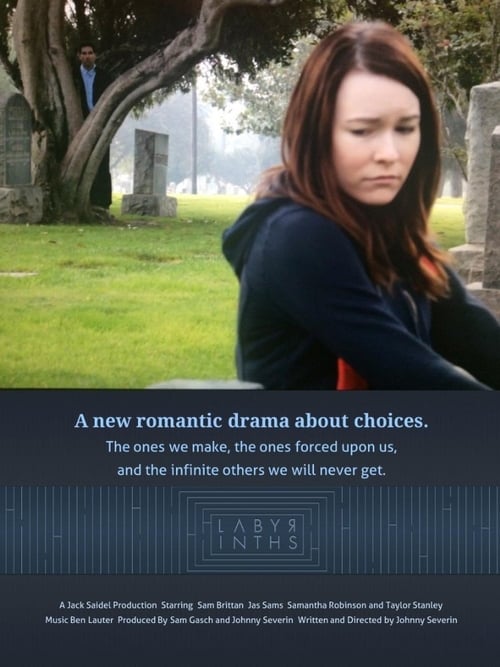 A new romantic drama about choices.
The ones we make, the ones forced upon us,
and the infinite others we will never get.
LABYR
INTHS
A Jack Saidel Production Starring Sam Brittan Jas Sams Samantha Robinson and Taylor Stanley
Music Ben Lauter Produced By Sam Gasch and Johnny Severin Written and Directed by Johnny Severin